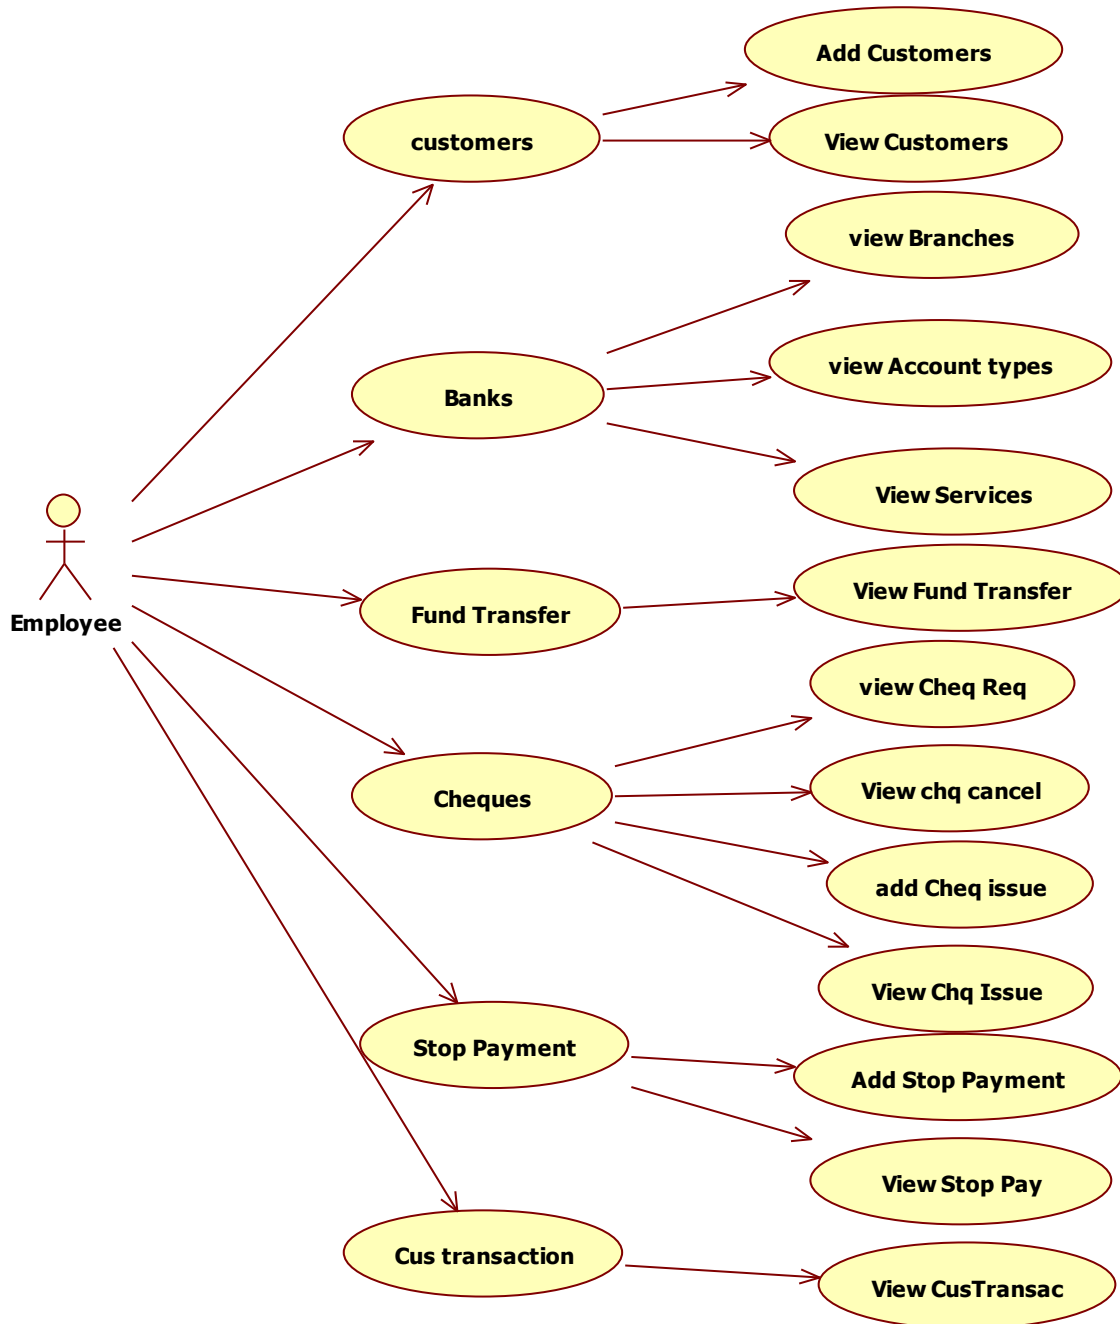 Add Customers
customers
View Customers
view Branches
view Account types
Banks
View Services
View Fund Transfer
Fund Transfer
Employee
view Cheq Req
View chq cancel
Cheques
add Cheq issue
View Chq Issue
Stop Payment
Add Stop Payment
View Stop Pay
Cus transaction
View CusTransac